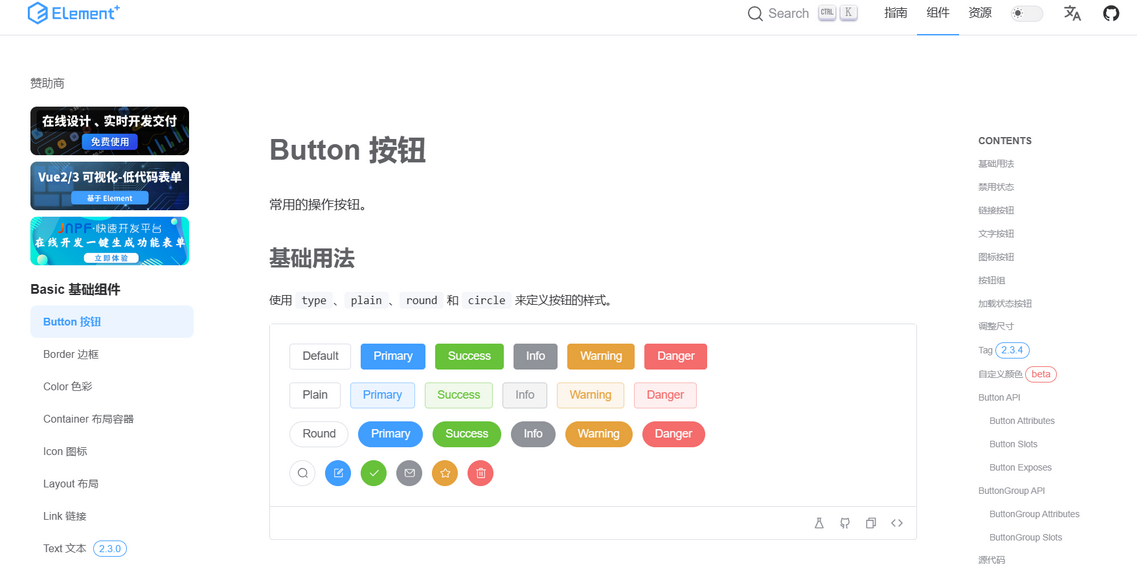 Element+
Search CTRL K
指南 组件 资源
赞助商
在线设计、实时开发交付
免费使用
Vue2/3 可视化-低代码表单
基于 Element
JNPF-快速开发平台
在线开发一键生成功能表单
立即体验
Basic 基础组件
Button 按钮
Border 边框
Color 色彩
Container 布局容器
Icon 图标
Layout 布局
Link 链接
Text 文本 2.3.0
Button 按钮
常用的操作按钮。
基础用法
使用 type 、 plain 、 round 和 circle 来定义按钮的样式。
Default Primary Success Info Warning Danger
Plain Primary Success Info Warning Danger
Round Primary Success Info Warning Danger
CONTENTS
基础用法
禁用状态
链接按钮
文字按钮
图标按钮
按钮组
加载状态按钮
调整尺寸
Tag 2.3.4
自定义颜色 beta
Button API
Button Attributes
Button Slots
Button Exposes
ButtonGroup API
ButtonGroup Attributes
ButtonGroup Slots
源代码